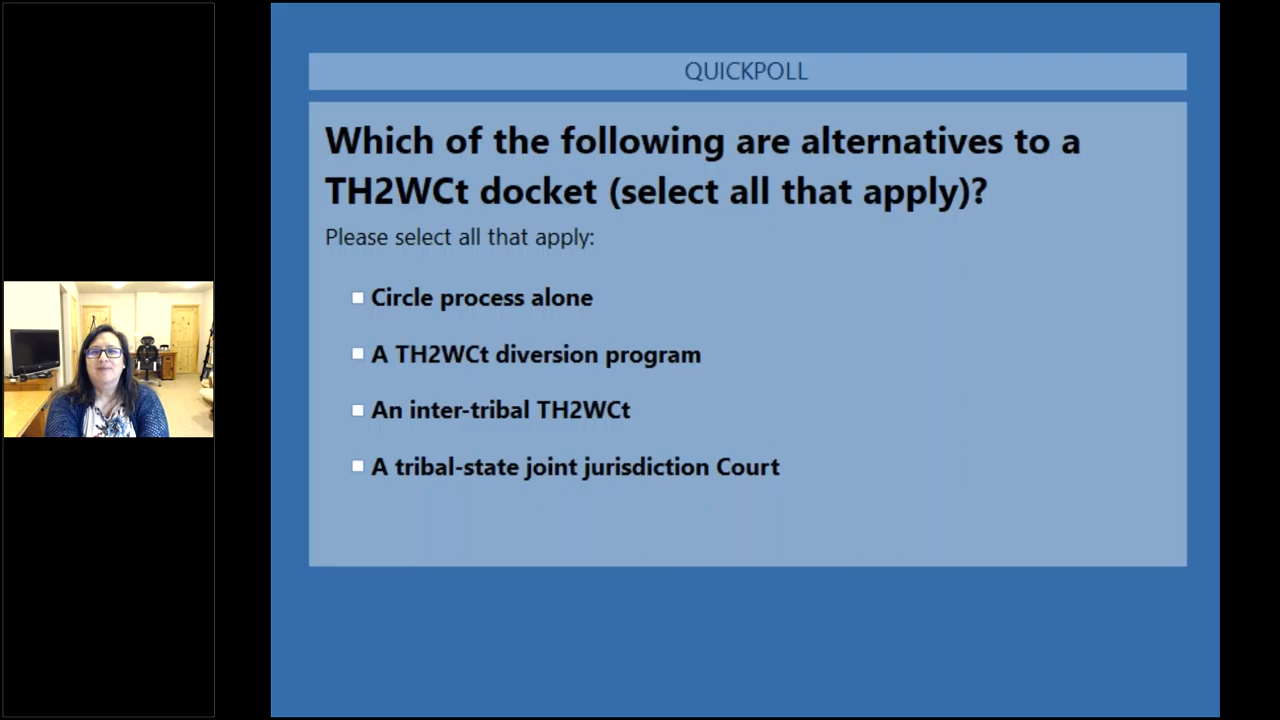 QUICKPOLL
Which of the following are alternatives to a
TH2WCt docket (select all that apply)?
Please select all that apply:
Circle process alone
A TH2WCt diversion program
An inter-tribal TH2WCt
A tribal-state joint jurisdiction Court